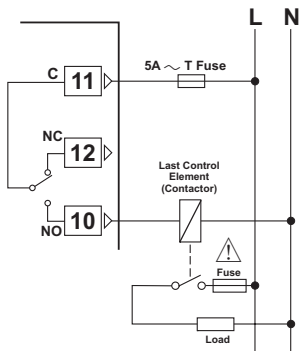 L N
C 11
5A ~ T Fuse
NC 12
Last Control
Element
(Contactor)
NO 10
Fuse
Load